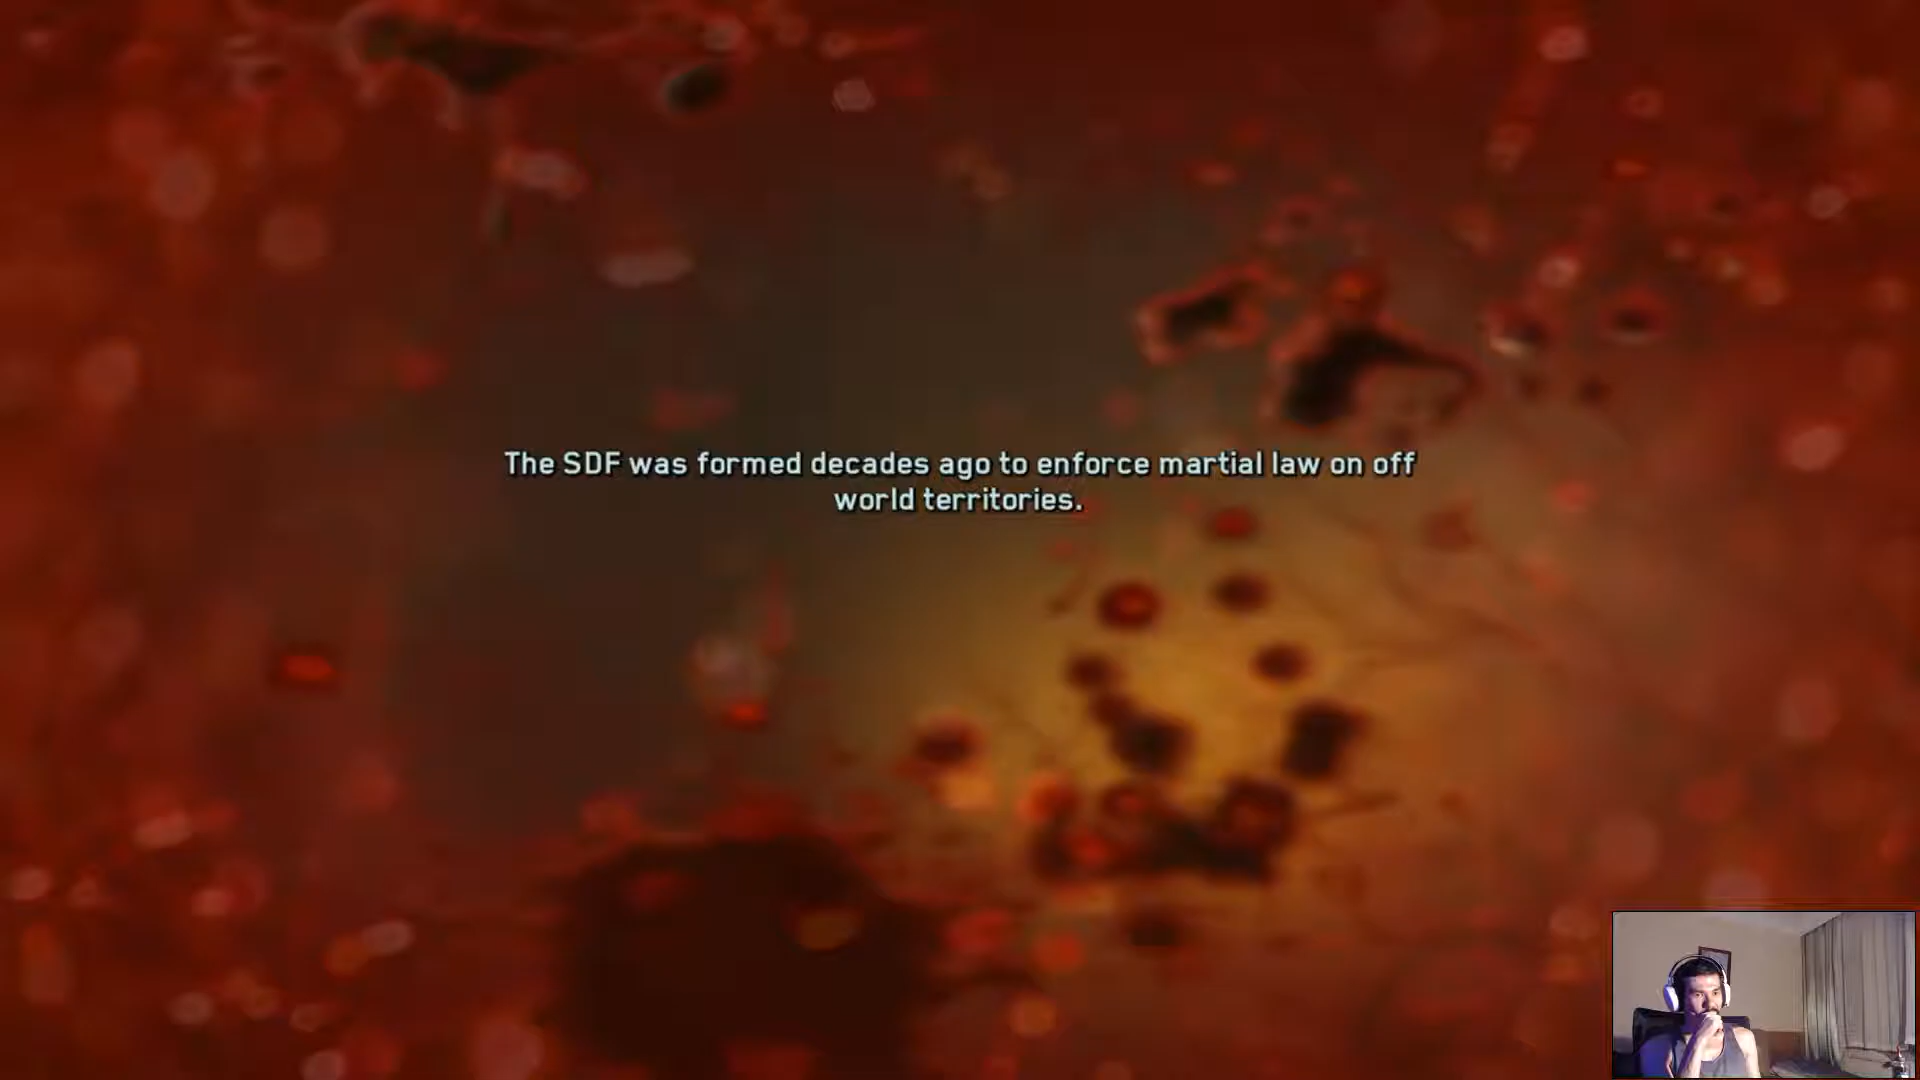 The SDF was formed decades ago to enforce martial law on off
world territories.